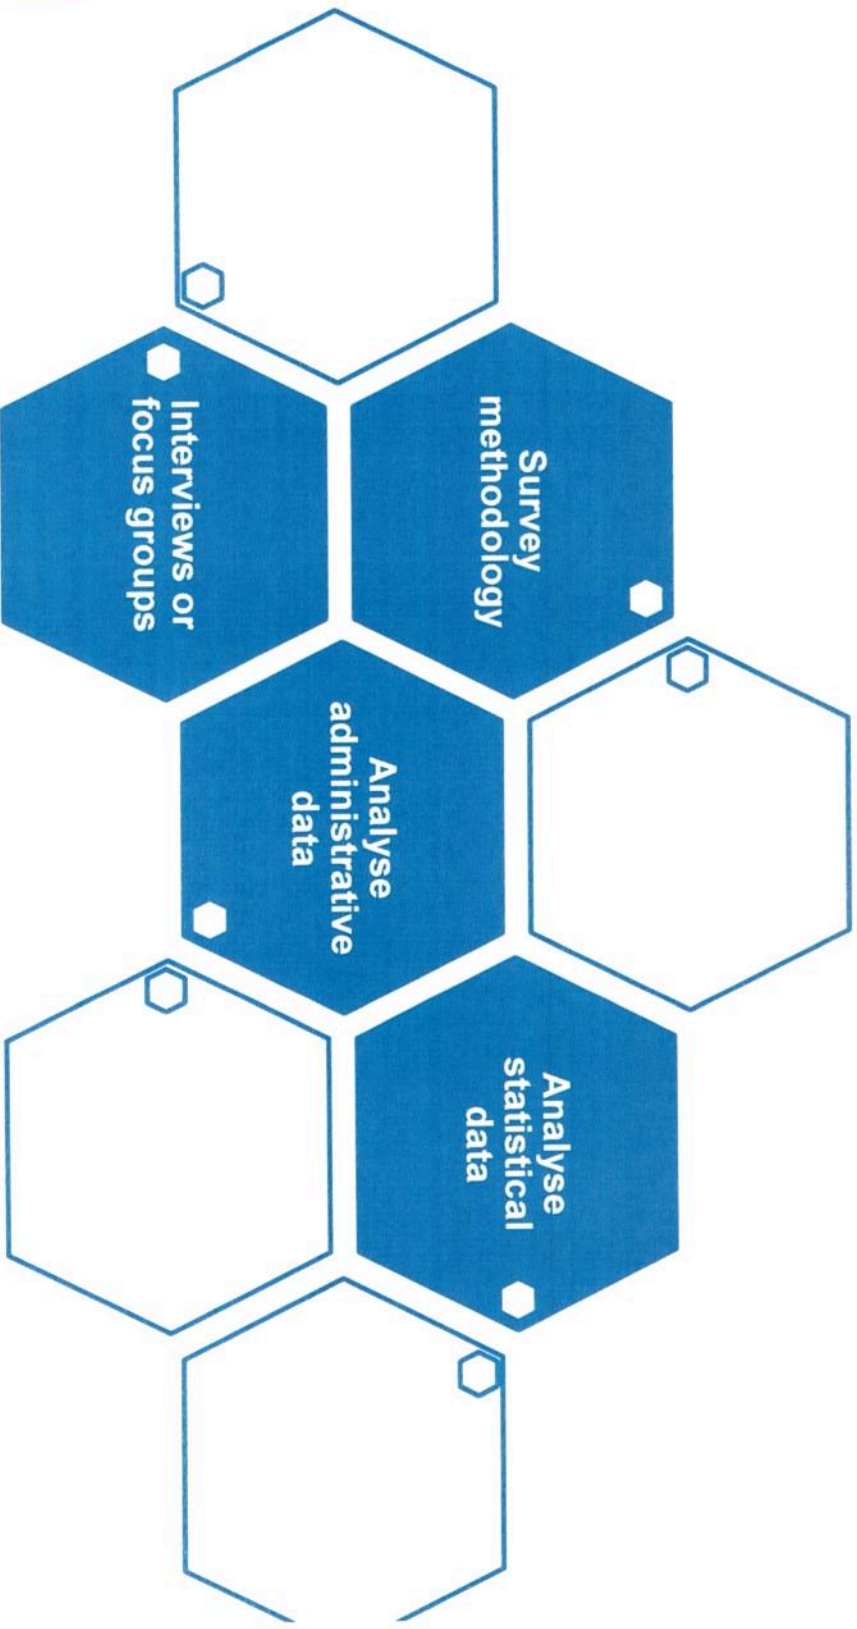 Survey
methodology
Interviews or
focus groups
Analyse
administrative
data
Analyse
statistical
data